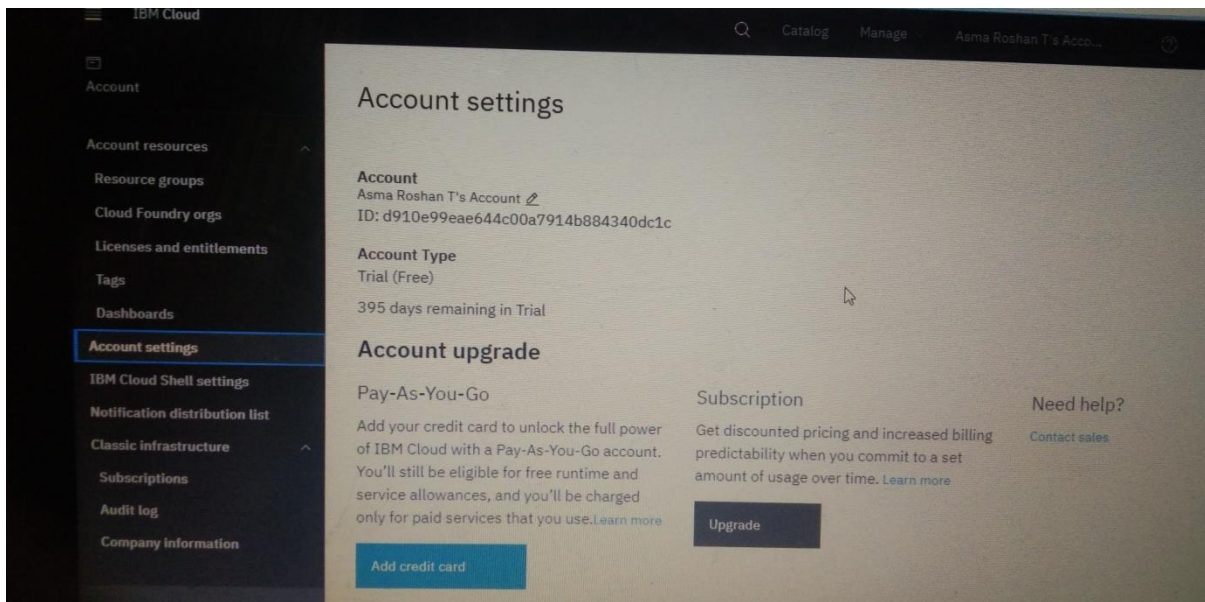 IBM Cloud
Catalog Manage Asma Roshan T's Acco...
Account
Account resources
Resource groups
Cloud Foundry orgs
Licenses and entitlements
Tags
Dashboards
Account settings
IBM Cloud Shell settings
Notification distribution list
Classic infrastructure
Subscriptions
Audit log
Company information
Account settings
Account
Asma Roshan T's Account
ID: d910e99eae644c00a7914b884340dc1c
Account Type
Trial (Free)
395 days remaining in Trial
Account upgrade
Pay-As-You-Go
Add your credit card to unlock the full power
of IBM Cloud with a Pay-As-You-Go account.
You'll still be eligible for free runtime and
service allowances, and you'll be charged
only for paid services that you use.Learn more
Add credit card
Subscription
Get discounted pricing and increased billing
predictability when you commit to a set
amount of usage over time. Learn more
Upgrade
Need help?
Contact sales